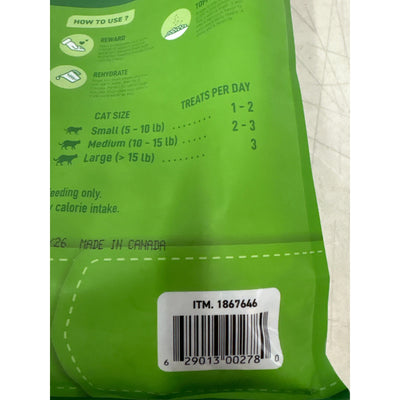 HOW TO USE ?
REWARD
TOP
REHYDRATE
CAT SIZE TREATS PER DAY
Small (5 - 10 lb) ....... 1 - 2
Medium (10 - 15 lb) ....... 2 - 3
Large (> 15 lb) ............ 3
eeding only.
calorie intake.
26 MADE IN CANADA
ITM. 1867646
6 29013 00278 0